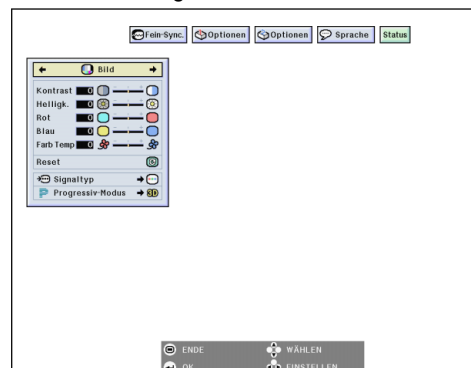 Fein-Sync. Optionen Optionen Sprache Status
Bild
Kontrast 0
Helligk. 0
Rot 0
Blau 0
Farb Temp 0
Reset
Signaltyp
Progressiv-Modus 3D
ENDE WÄHLEN
OK EINSTELLEN